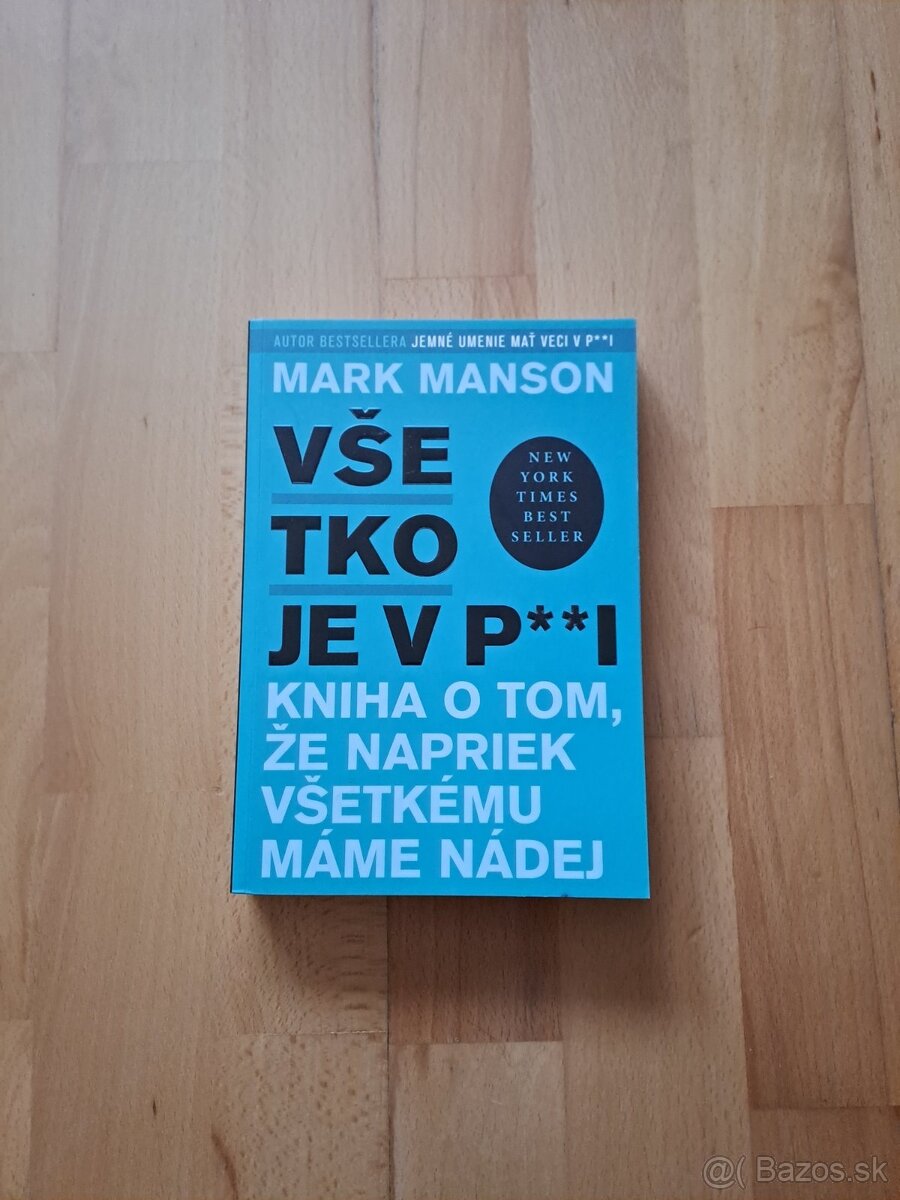 AUTOR BESTSELLERA JEMNÉ UMENIE MAŤ VECI V P**I
MARK MANSON
VŠE
TKO
JE V P**I
NEW
YORK
TIMES
BEST
SELLER
KNIHA O TOM,
ŽE NAPRIEK
VŠETKÉMU
MÁME NÁDEJ
@( Bazos.sk